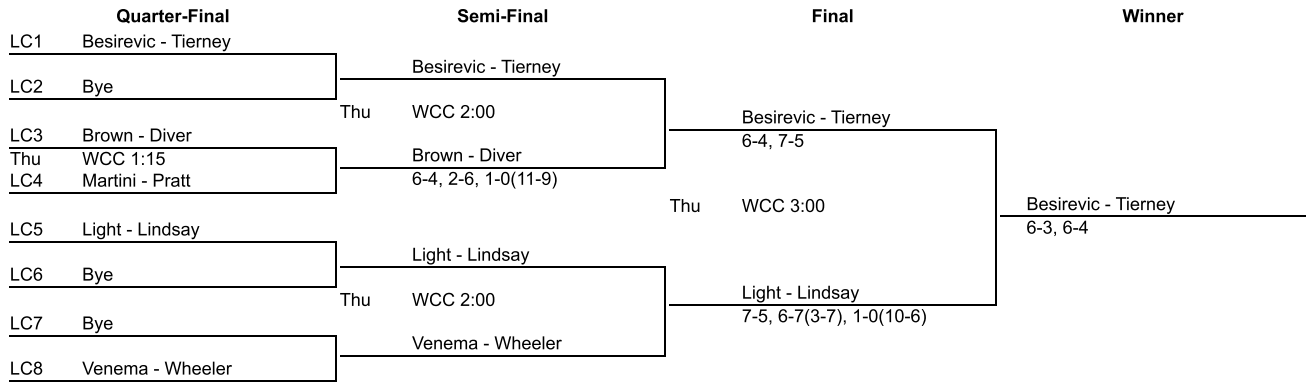 Quarter-Final Semi-Final Final Winner
LC1 Besirevic - Tierney
Besirevic - Tierney
LC2 Bye
Thu WCC 2:00
Besirevic - Tierney
LC3 Brown - Diver
6-4, 7-5
Thu WCC 1:15
Brown - Diver
LC4 Martini - Pratt
6-4, 2-6, 1-0(11-9)
Thu WCC 3:00
Besirevic - Tierney
6-3, 6-4
LC5 Light - Lindsay
Light - Lindsay
LC6 Bye
Thu WCC 2:00
Light - Lindsay
7-5, 6-7(3-7), 1-0(10-6)
LC7 Bye
Venema - Wheeler
LC8 Venema - Wheeler